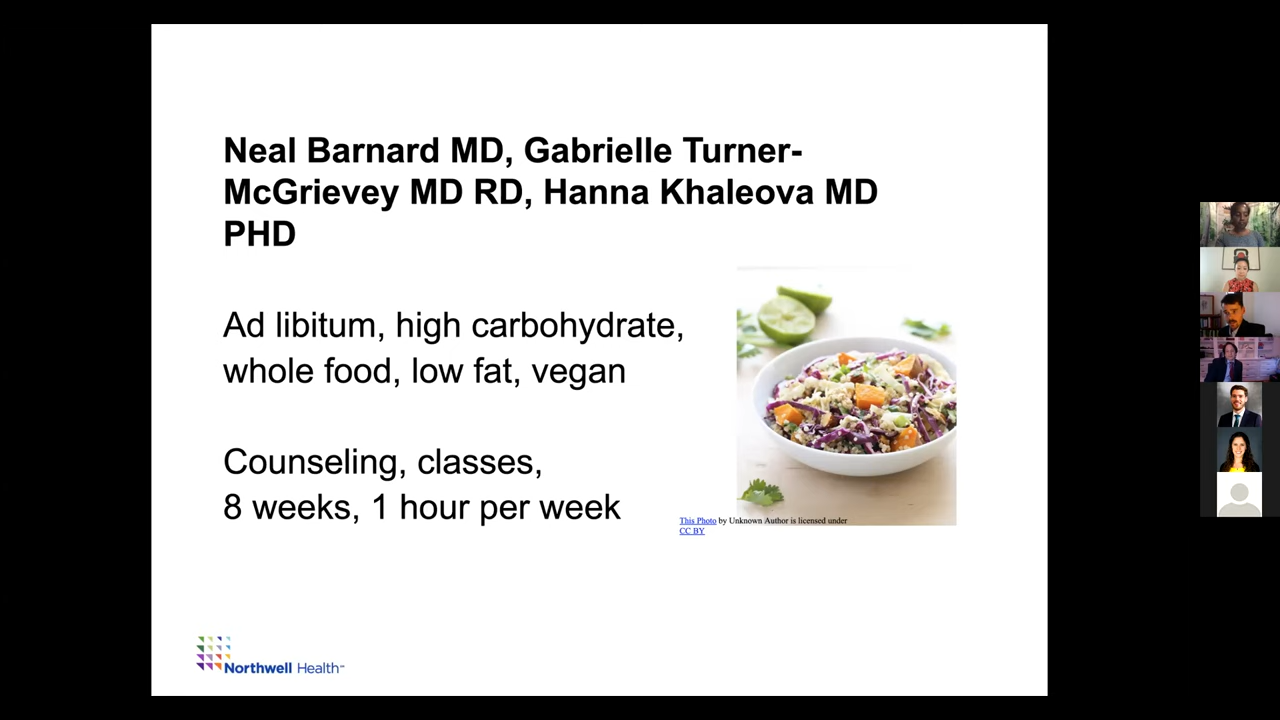 Neal Barnard MD, Gabrielle Turner-
McGrievey MD RD, Hanna Khaleova MD
PHD
Ad libitum, high carbohydrate,
whole food, low fat, vegan
Counseling, classes,
8 weeks, 1 hour per week
This Photo by Unknown Author is licensed under
CC BY
Northwell Health℠